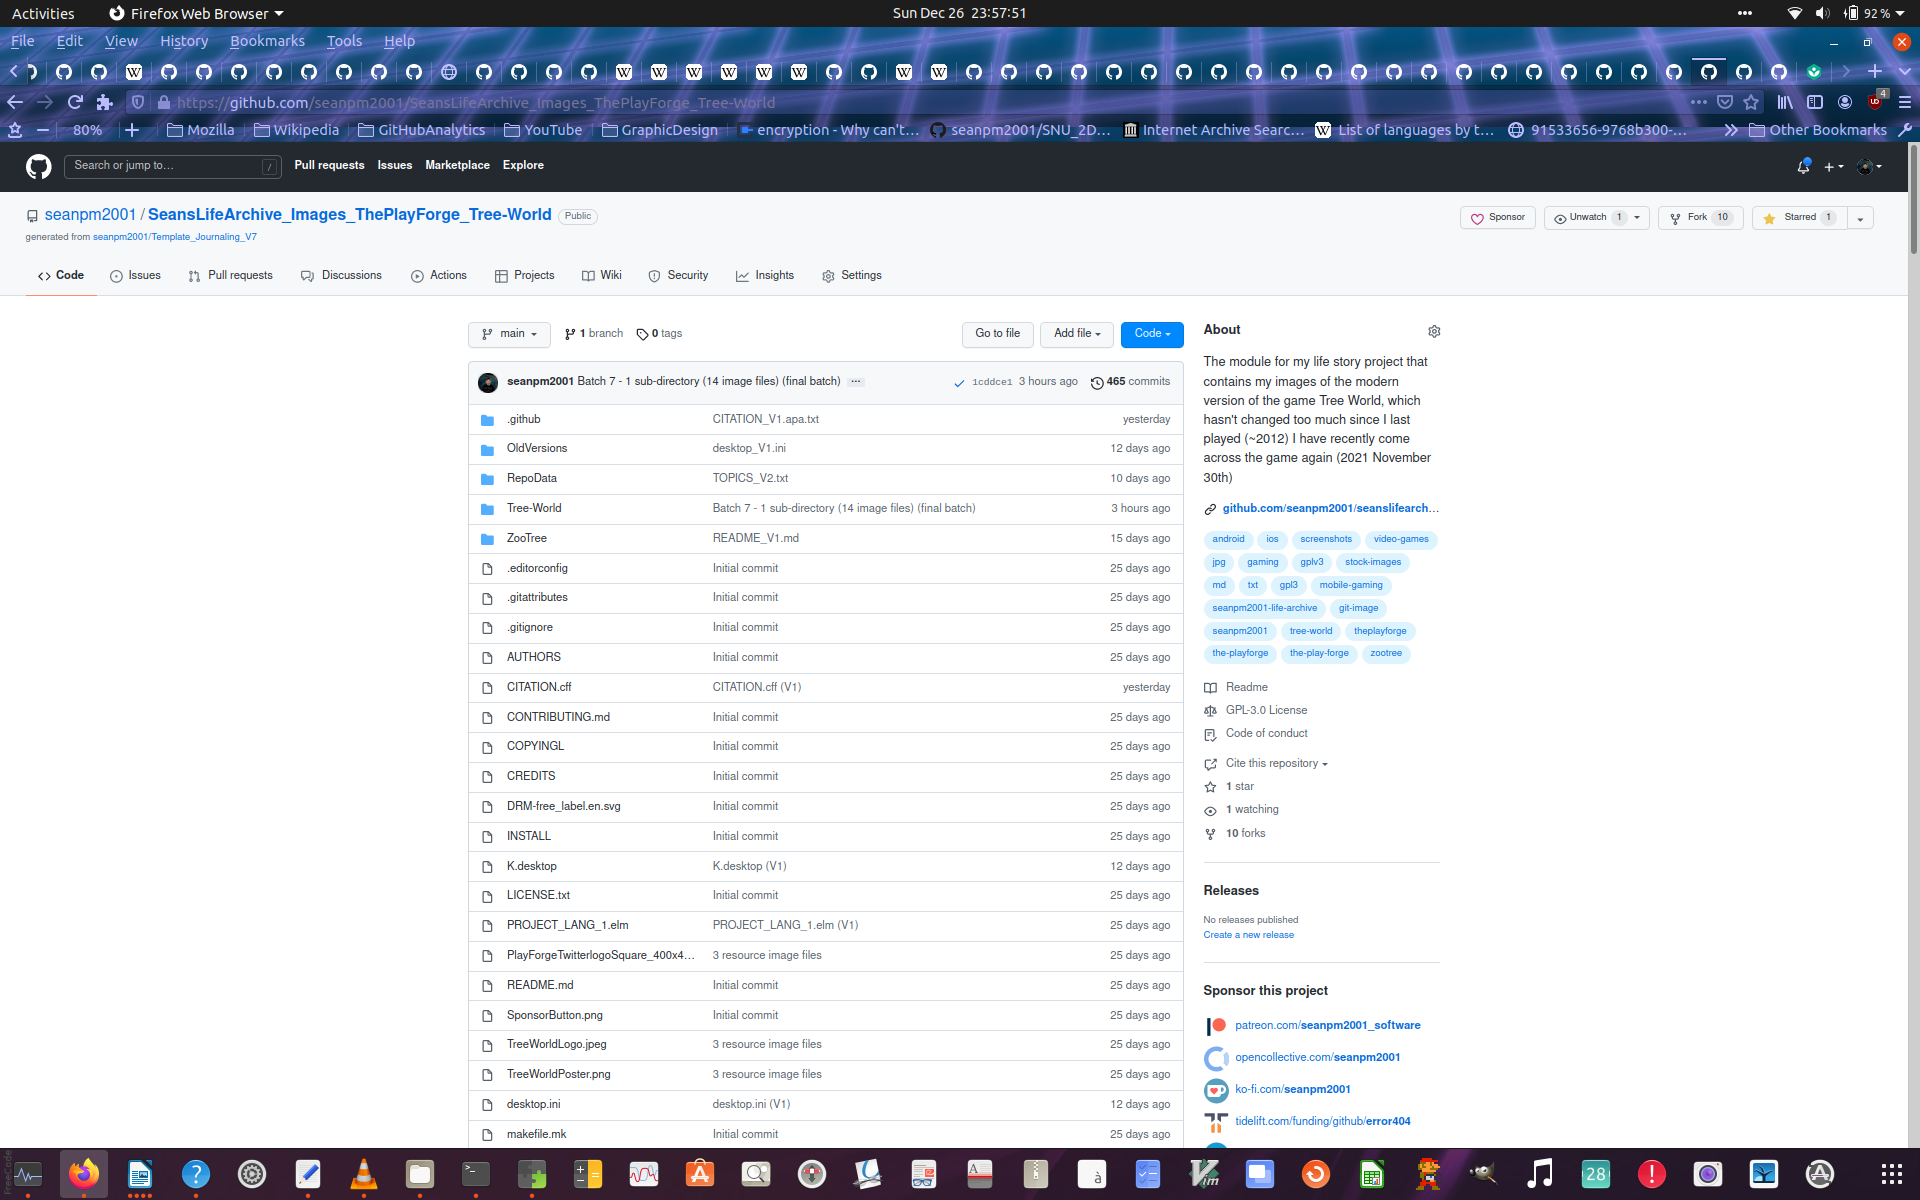 Activities
Firefox Web Browser
Sun Dec 26 23:57:51
92 %
File Edit View History Bookmarks Tools Help
https://github.com/seanpm2001/SeansLifeArchive_Images_ThePlayForge_Tree-World
4
80%
Mozilla
Wikipedia
GitHubAnalytics
YouTube
GraphicDesign
encryption - Why can't…
seanpm2001/SNU_2D…
Internet Archive Searc…
List of languages by t…
91533656-9768b300-…
Other Bookmarks
Search or jump to…
/
Pull requests Issues Marketplace Explore
seanpm2001 / SeansLifeArchive_Images_ThePlayForge_Tree-World Public
generated from seanpm2001/Template_Journaling_V7
Sponsor
Unwatch 1
Fork 10
Starred 1
Code
Issues
Pull requests
Discussions
Actions
Projects
Wiki
Security
Insights
Settings
main
1 branch
0 tags
Go to file
Add file
Code
seanpm2001 Batch 7 - 1 sub-directory (14 image files) (final batch) ... 1cddce1 3 hours ago 465 commits
.github CITATION_V1.apa.txt yesterday
OldVersions desktop_V1.ini 12 days ago
RepoData TOPICS_V2.txt 10 days ago
Tree-World Batch 7 - 1 sub-directory (14 image files) (final batch) 3 hours ago
ZooTree README_V1.md 15 days ago
.editorconfig Initial commit 25 days ago
.gitattributes Initial commit 25 days ago
.gitignore Initial commit 25 days ago
AUTHORS Initial commit 25 days ago
CITATION.cff CITATION.cff (V1) yesterday
CONTRIBUTING.md Initial commit 25 days ago
COPYINGL Initial commit 25 days ago
CREDITS Initial commit 25 days ago
DRM-free_label.en.svg Initial commit 25 days ago
INSTALL Initial commit 25 days ago
K.desktop K.desktop (V1) 12 days ago
LICENSE.txt Initial commit 25 days ago
PROJECT_LANG_1.elm PROJECT_LANG_1.elm (V1) 25 days ago
PlayForgeTwitterlogoSquare_400x4… 3 resource image files 25 days ago
README.md Initial commit 25 days ago
SponsorButton.png Initial commit 25 days ago
TreeWorldLogo.jpeg 3 resource image files 25 days ago
TreeWorldPoster.png 3 resource image files 25 days ago
desktop.ini desktop.ini (V1) 12 days ago
makefile.mk Initial commit 25 days ago
About
The module for my life story project that
contains my images of the modern
version of the game Tree World, which
hasn't changed too much since I last
played (~2012) I have recently come
across the game again (2021 November
30th)
github.com/seanpm2001/seanslifearch…
android ios screenshots video-games
jpg gaming gplv3 stock-images
md txt gpl3 mobile-gaming
seanpm2001-life-archive git-image
seanpm2001 tree-world theplayforge
the-playforge the-play-forge zootree
Readme
GPL-3.0 License
Code of conduct
Cite this repository
1 star
1 watching
10 forks
Releases
No releases published
Create a new release
Sponsor this project
patreon.com/seanpm2001_software
opencollective.com/seanpm2001
ko-fi.com/seanpm2001
tidelift.com/funding/github/error404
FreeCode
28